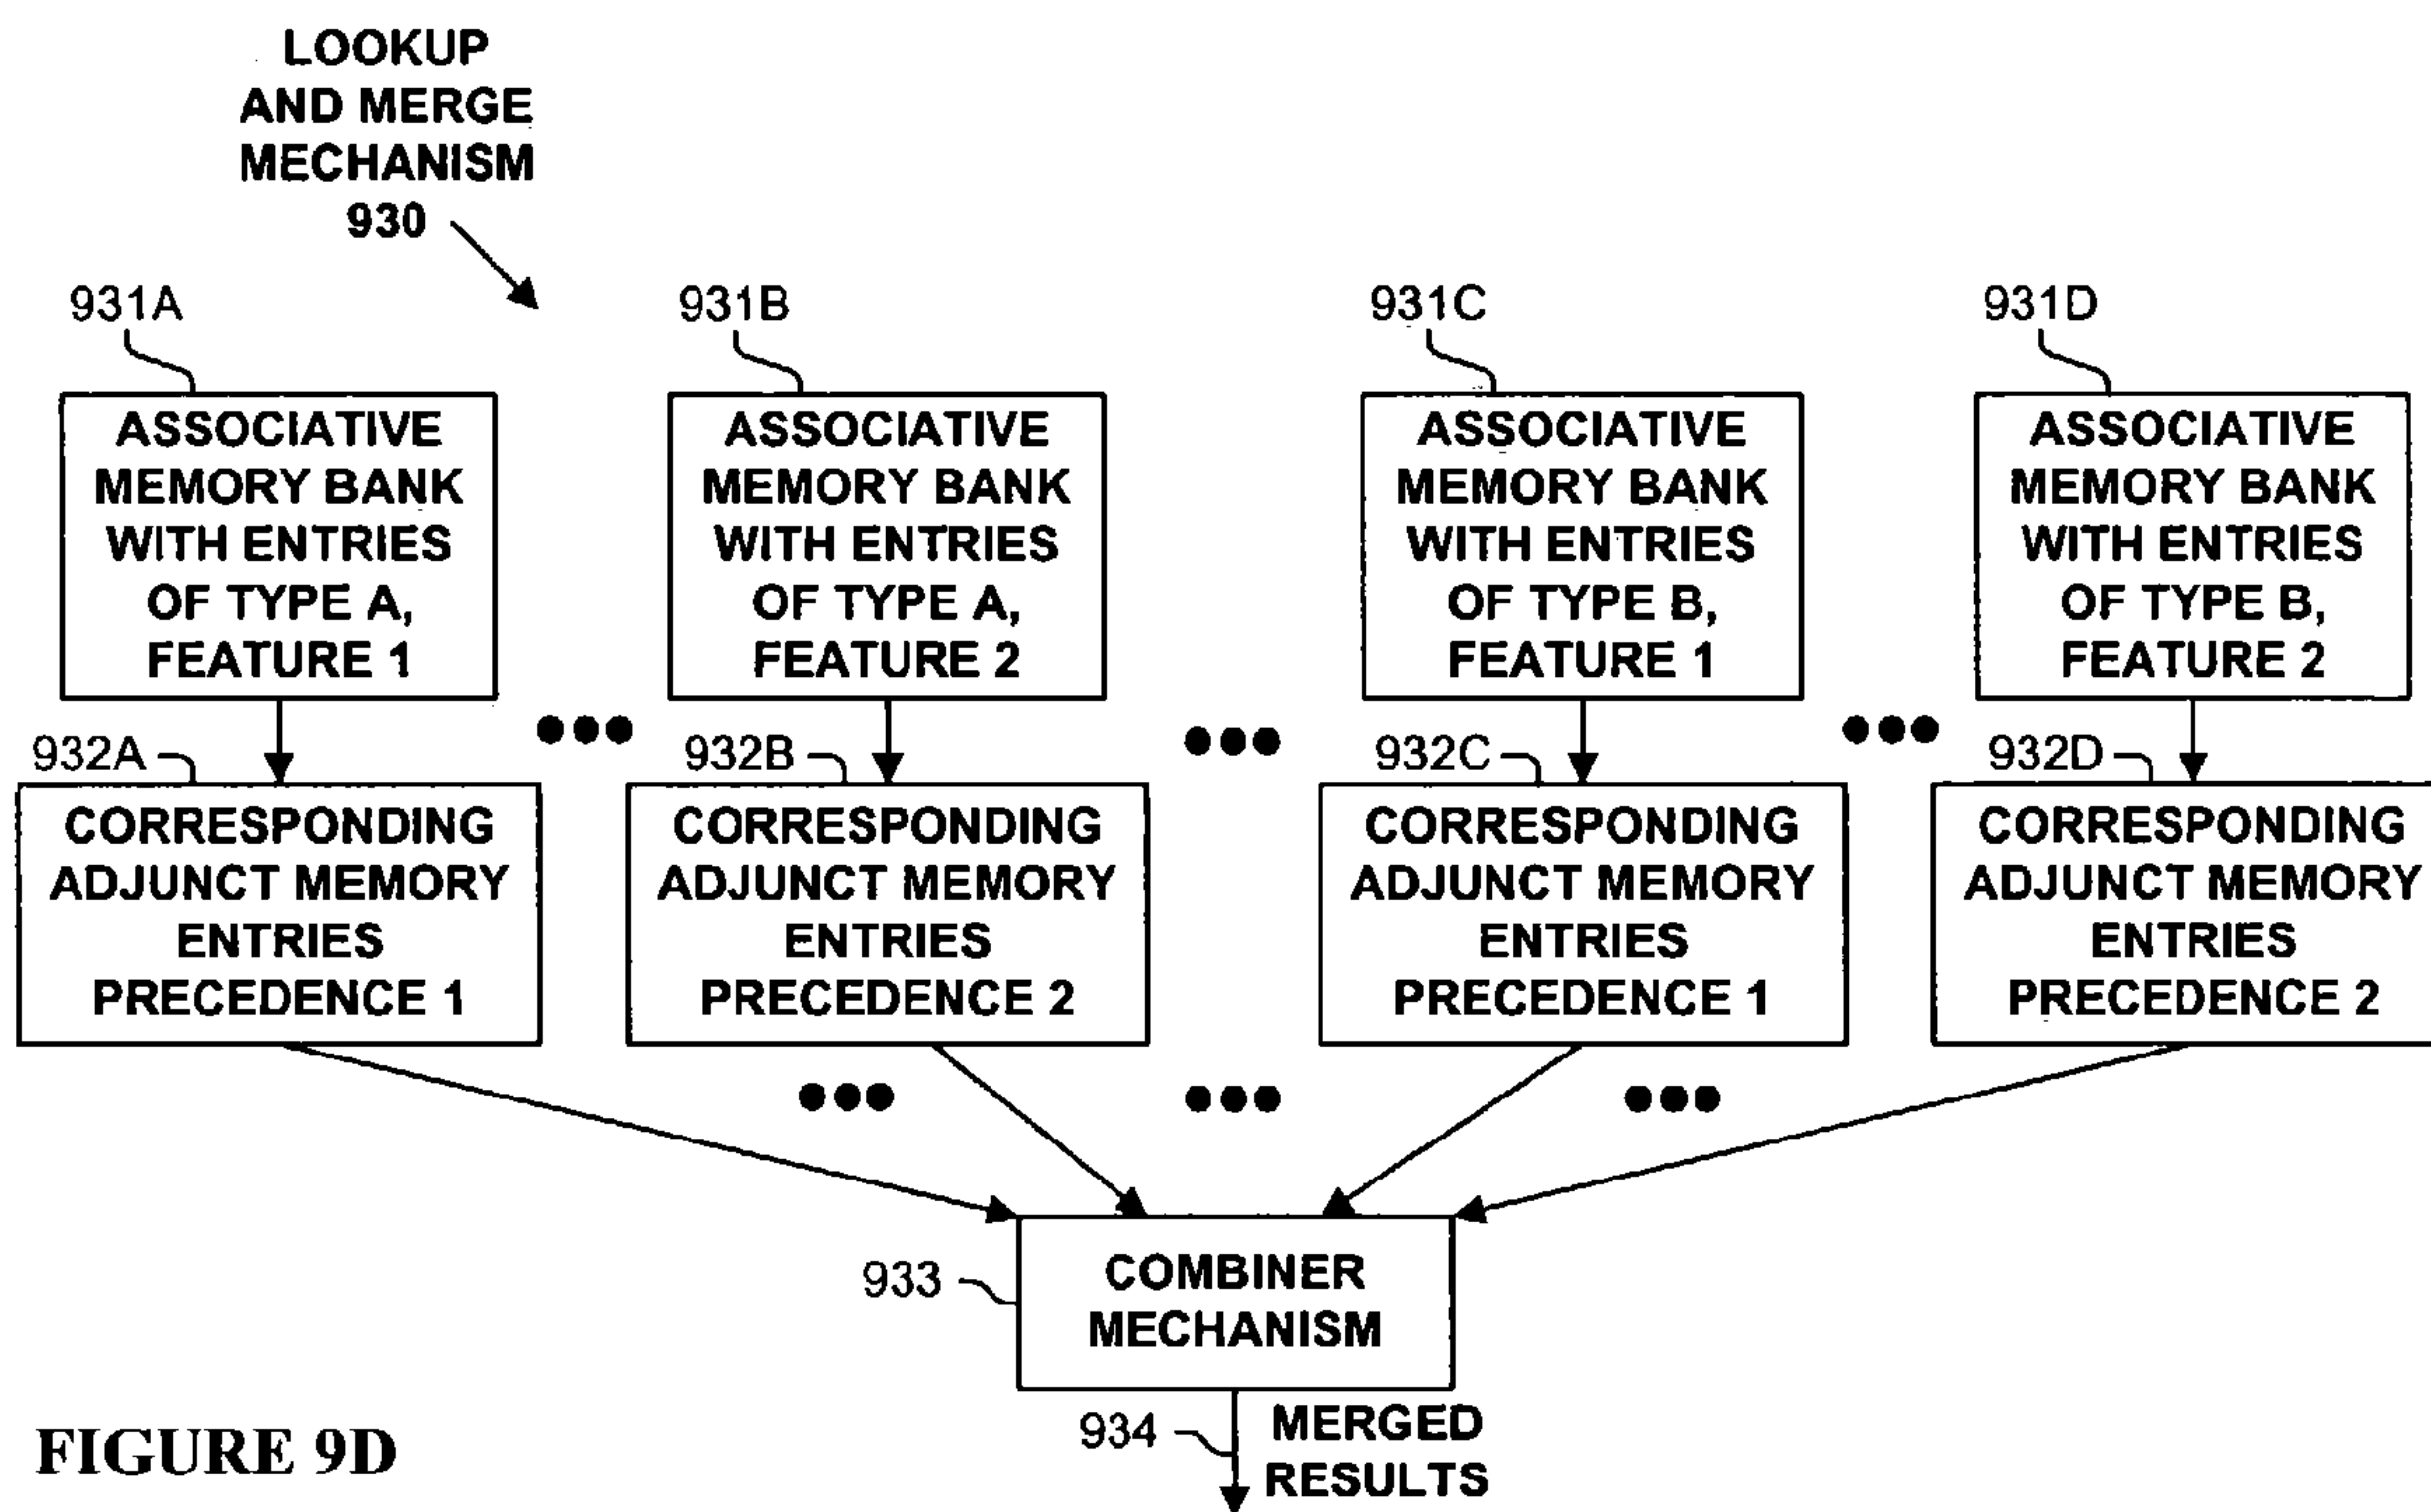 LOOKUP
AND MERGE
MECHANISM
930
931A
931B
931C
931D
ASSOCIATIVE
MEMORY BANK
WITH ENTRIES
OF TYPE A,
FEATURE 1
ASSOCIATIVE
MEMORY BANK
WITH ENTRIES
OF TYPE A,
FEATURE 2
ASSOCIATIVE
MEMORY BANK
WITH ENTRIES
OF TYPE B,
FEATURE 1
ASSOCIATIVE
MEMORY BANK
WITH ENTRIES
OF TYPE B,
FEATURE 2
932A
932B
932C
932D
CORRESPONDING
ADJUNCT MEMORY
ENTRIES
PRECEDENCE 1
CORRESPONDING
ADJUNCT MEMORY
ENTRIES
PRECEDENCE 2
CORRESPONDING
ADJUNCT MEMORY
ENTRIES
PRECEDENCE 1
CORRESPONDING
ADJUNCT MEMORY
ENTRIES
PRECEDENCE 2
933
COMBINER
MECHANISM
934
MERGED
RESULTS
FIGURE 9D